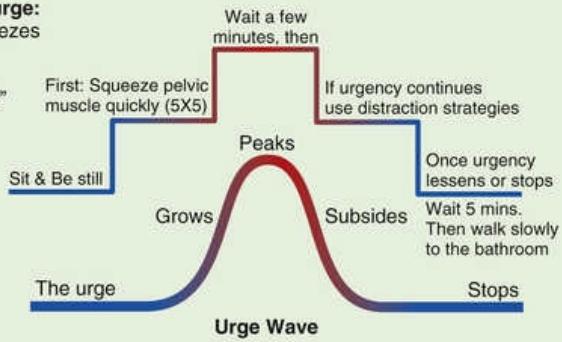 Wait a few
minutes, then
First: Squeeze pelvic
muscle quickly (5X5)
If urgency continues
use distraction strategies
Peaks
Sit & Be still
Once urgency
lessens or stops
Grows
Subsides
Wait 5 mins.
Then walk slowly
to the bathroom
The urge
Stops
Urge Wave